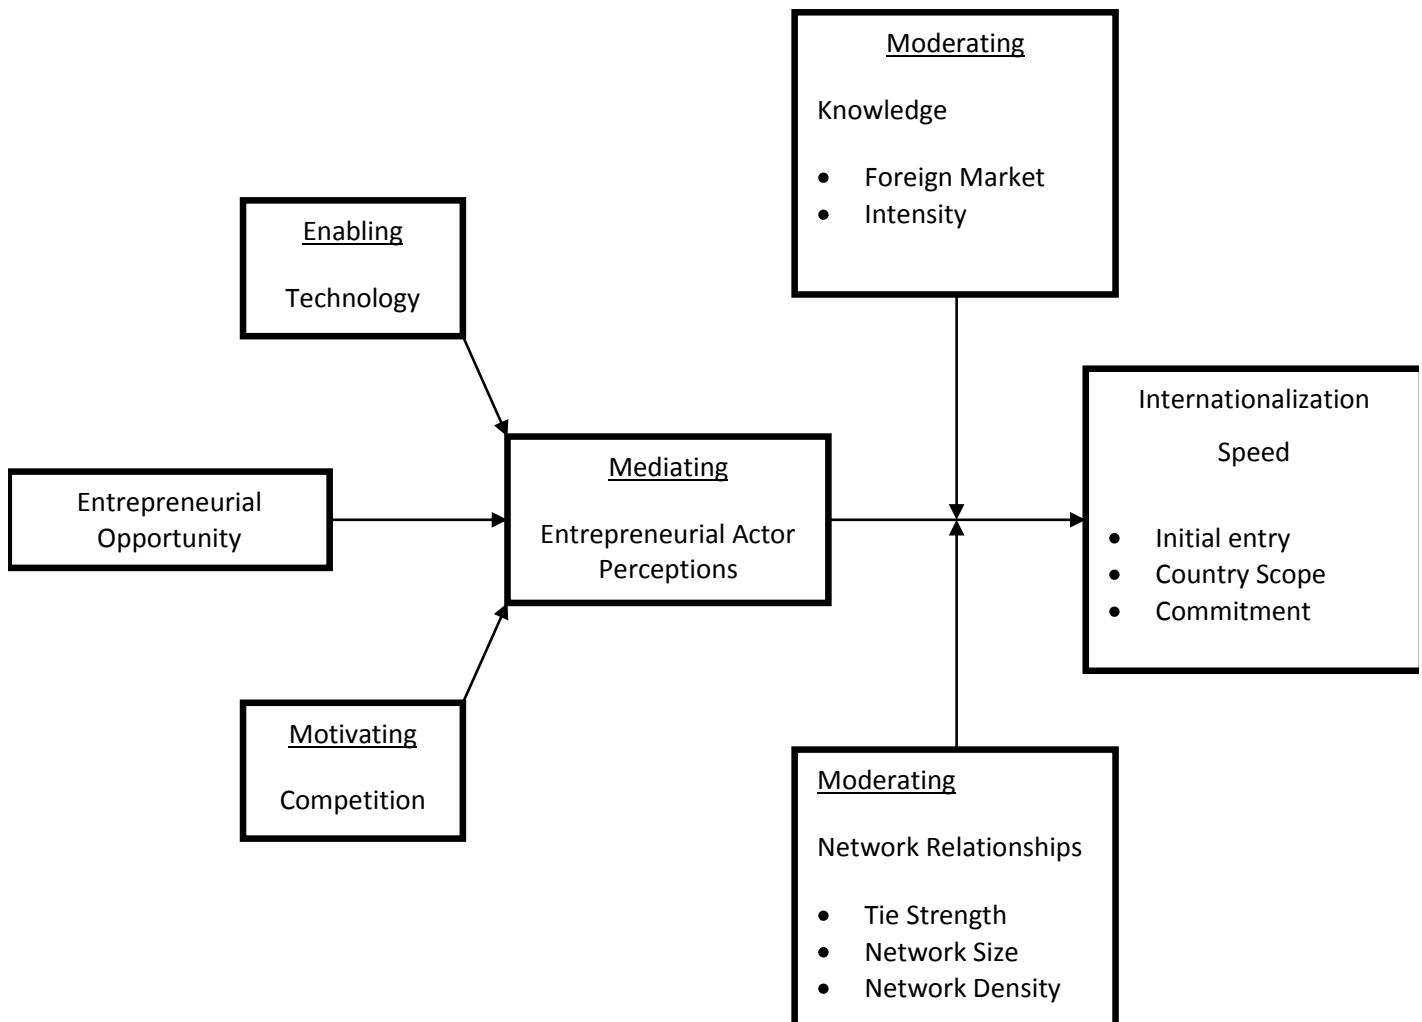 Moderating
Knowledge
• Foreign Market
• Intensity
Enabling
Technology
Entrepreneurial
Opportunity
Mediating
Entrepreneurial Actor
Perceptions
Internationalization
Speed
• Initial entry
• Country Scope
• Commitment
Motivating
Competition
Moderating
Network Relationships
• Tie Strength
• Network Size
• Network Density